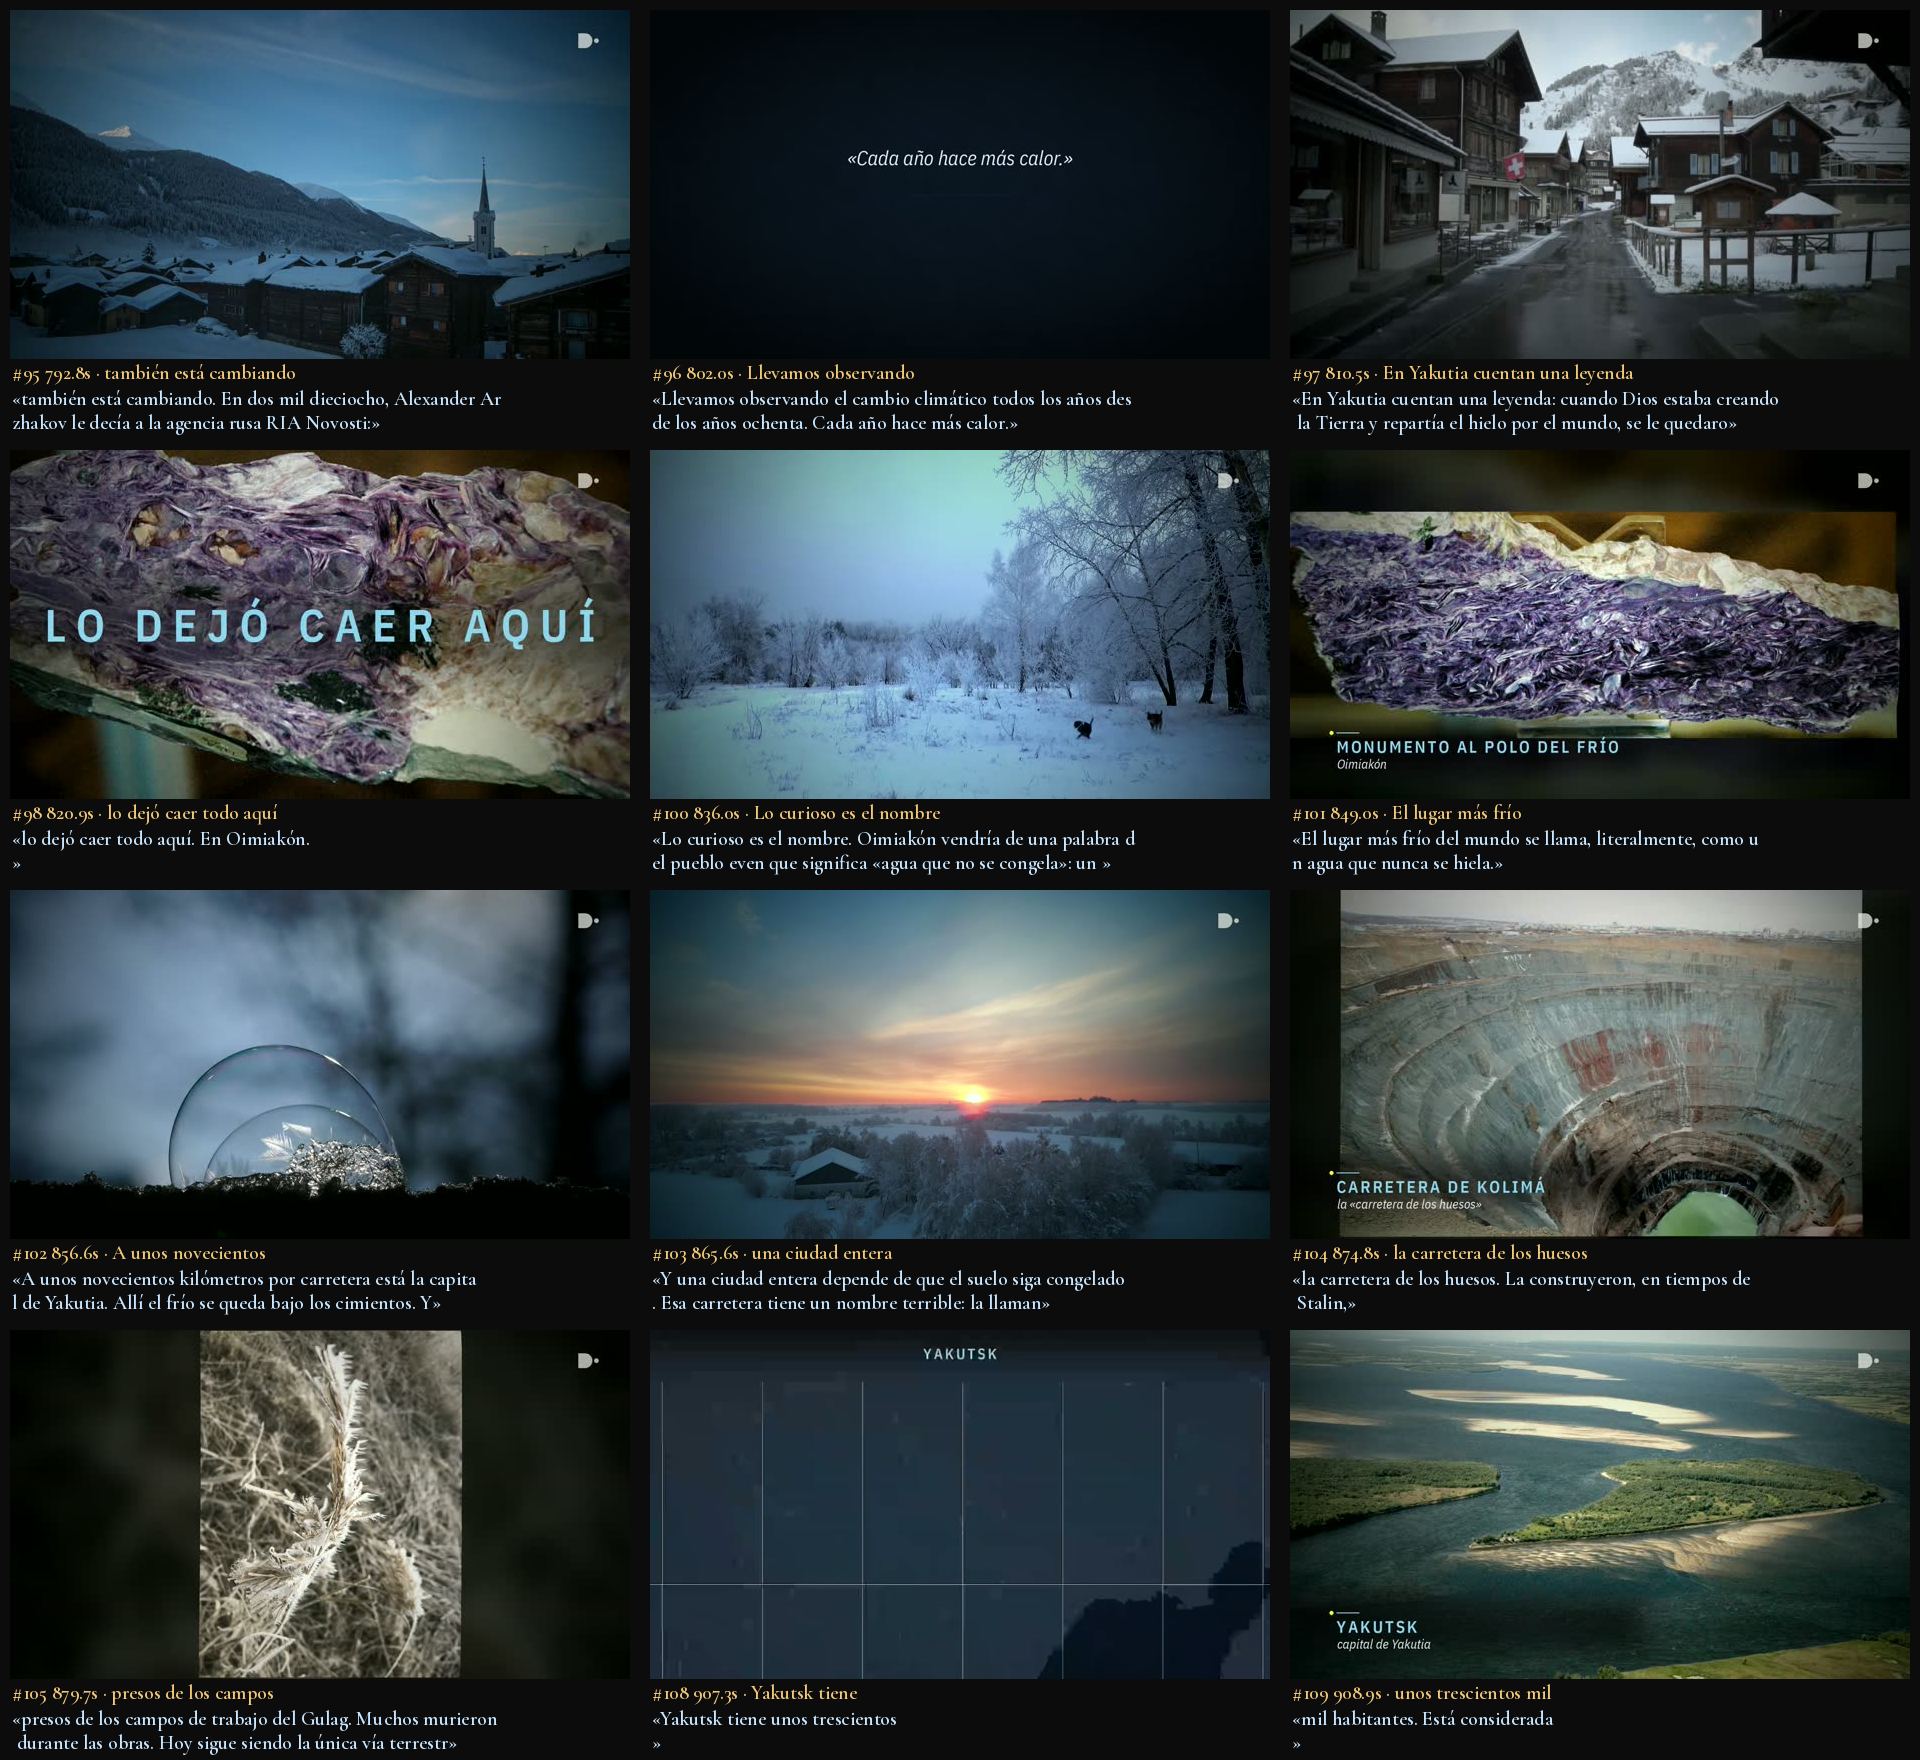 «Cada año hace más calor.»
#95 792.8s · también está cambiando
«también está cambiando. En dos mil dieciocho, Alexander Ar
zhakov le decía a la agencia rusa RIA Novosti:»
#96 802.0s · Llevamos observando
«Llevamos observando el cambio climático todos los años des
de los años ochenta. Cada año hace más calor.»
#97 810.5s · En Yakutia cuentan una leyenda
«En Yakutia cuentan una leyenda: cuando Dios estaba creando
la Tierra y repartía el hielo por el mundo, se le quedaro»
LO DEJÓ CAER AQUÍ
MONUMENTO AL POLO DEL FRÍO
Oimiakón
#98 820.9s · lo dejó caer todo aquí
«lo dejó caer todo aquí. En Oimiakón.
»
#100 836.0s · Lo curioso es el nombre
«Lo curioso es el nombre. Oimiakón vendría de una palabra d
el pueblo even que significa «agua que no se congela»: un »
#101 849.0s · El lugar más frío
«El lugar más frío del mundo se llama, literalmente, como u
n agua que nunca se hiela.»
CARRETERA DE KOLIMÁ
la «carretera de los huesos»
#102 856.6s · A unos novecientos
«A unos novecientos kilómetros por carretera está la capita
l de Yakutia. Allí el frío se queda bajo los cimientos. Y»
#103 865.6s · una ciudad entera
«Y una ciudad entera depende de que el suelo siga congelado
. Esa carretera tiene un nombre terrible: la llaman»
#104 874.8s · la carretera de los huesos
«la carretera de los huesos. La construyeron, en tiempos de
Stalin,»
YAKUTSK
YAKUTSK
capital de Yakutia
#105 879.7s · presos de los campos
«presos de los campos de trabajo del Gulag. Muchos murieron
durante las obras. Hoy sigue siendo la única vía terrestr»
#108 907.3s · Yakutsk tiene
«Yakutsk tiene unos trescientos
»
#109 908.9s · unos trescientos mil
«mil habitantes. Está considerada
»